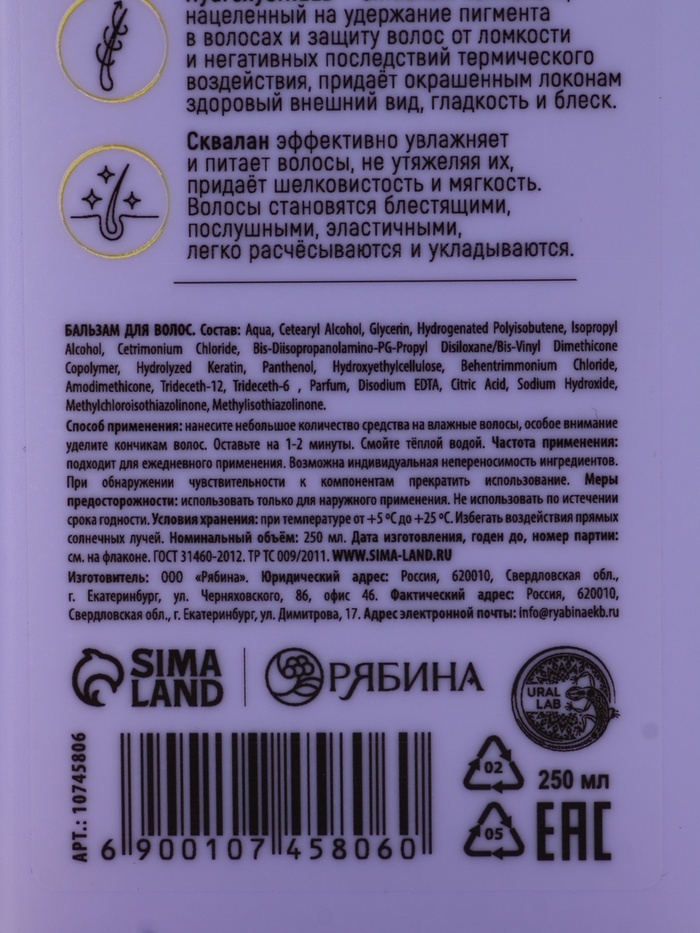 нацеленный на удержание пигмента
в волосах и защиту волос от ломкости
и негативных последствий термического
воздействия, придаёт окрашенным локонам
здоровый внешний вид, гладкость и блеск.
Сквалан эффективно увлажняет
и питает волосы, не утяжеляя их,
придаёт шелковистость и мягкость.
Волосы становятся блестящими,
послушными, эластичными,
легко расчёсываются и укладываются.
БАЛЬЗАМ ДЛЯ ВОЛОС. Состав: Aqua, Cetearyl Alcohol, Glycerin, Hydrogenated Polyisobutene, Isopropyl
Alcohol, Cetrimonium Chloride, Bis-Diisopropanolamino-PG-Propyl Disiloxane/Bis-Vinyl Dimethicone
Copolymer, Hydrolyzed Keratin, Panthenol, Hydroxyethylcellulose, Behentrimonium Chloride,
Amodimethicone, Trideceth-12, Trideceth-6 , Parfum, Disodium EDTA, Citric Acid, Sodium Hydroxide,
Methylchloroisothiazolinone, Methylisothiazolinone.
Способ применения: нанесите небольшое количество средства на влажные волосы, особое внимание
уделите кончикам волос. Оставьте на 1-2 минуты. Смойте тёплой водой. Частота применения:
подходит для ежедневного применения. Возможна индивидуальная непереносимость ингредиентов.
При обнаружении чувствительности к компонентам прекратить использование. Меры
предосторожности: использовать только для наружного применения. Не использовать по истечении
срока годности. Условия хранения: при температуре от +5 ºС до +25 ºС. Избегать воздействия прямых
солнечных лучей. Номинальный объём: 250 мл. Дата изготовления, годен до, номер партии:
см. на флаконе. ГОСТ 31460-2012. ТР ТС 009/2011. WWW.SIMA-LAND.RU
Изготовитель: ООО «Рябина». Юридический адрес: Россия, 620010, Свердловская обл.,
г. Екатеринбург, ул. Черняховского, 86, офис 46. Фактический адрес: Россия, 620010,
Свердловская обл., г. Екатеринбург, ул. Димитрова, 17. Адрес электронной почты: info@ryabinaekb.ru
SIMA
LAND
РЯБИНА
URAL
LAB
АРТ.: 10745806
6 900107 458060
02
250 мл
05
EAC